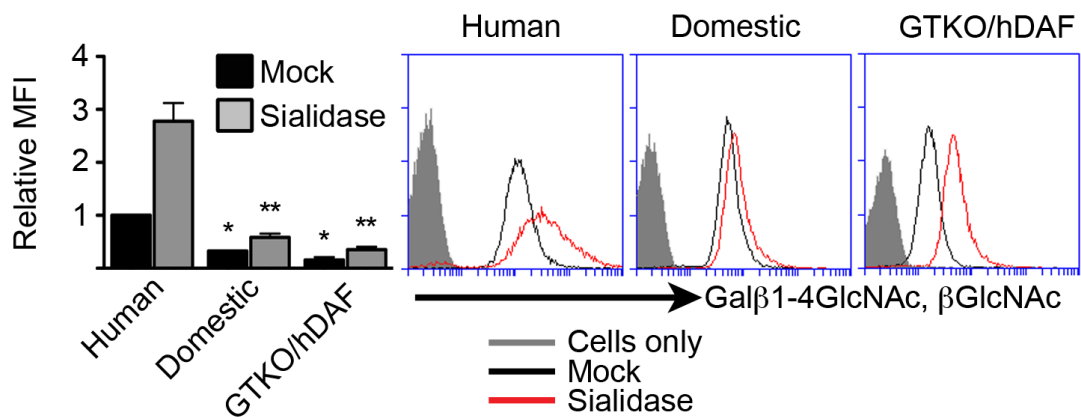 Human Domestic GTKO/hDAF
4
3
2
1
Relative MFI
Mock
Sialidase
* ** * **
Human
Domestic
GTKO/hDAF
Galβ1-4GlcNAc, βGlcNAc
Cells only
Mock
Sialidase